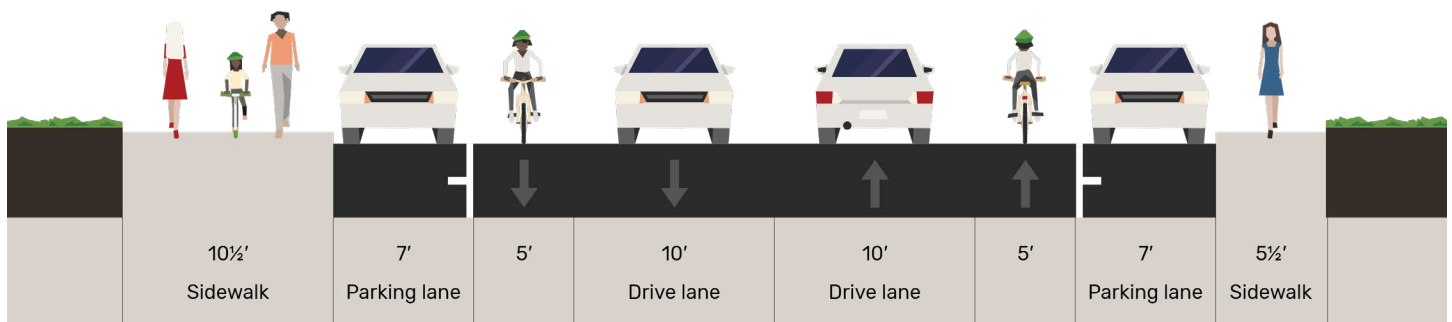 10½′
Sidewalk
7′
Parking lane
5′
10′
Drive lane
10′
Drive lane
5′
7′
Parking lane
5½′
Sidewalk